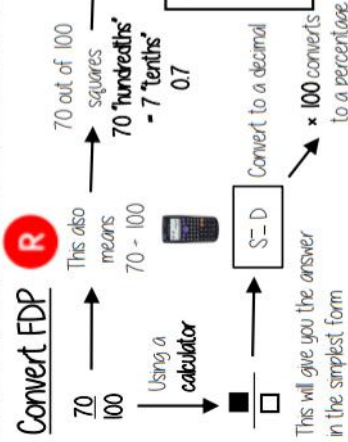 Convert FDP
R
70
100
This also
means
70 ÷ 100
70 out of 100
squares
70 "hundredths"
= 7 "tenths"
0.7
Using a
calculator
S⇔D
Convert to a decimal
× 100 converts
to a percentage
This will give you the answer
in the simplest form